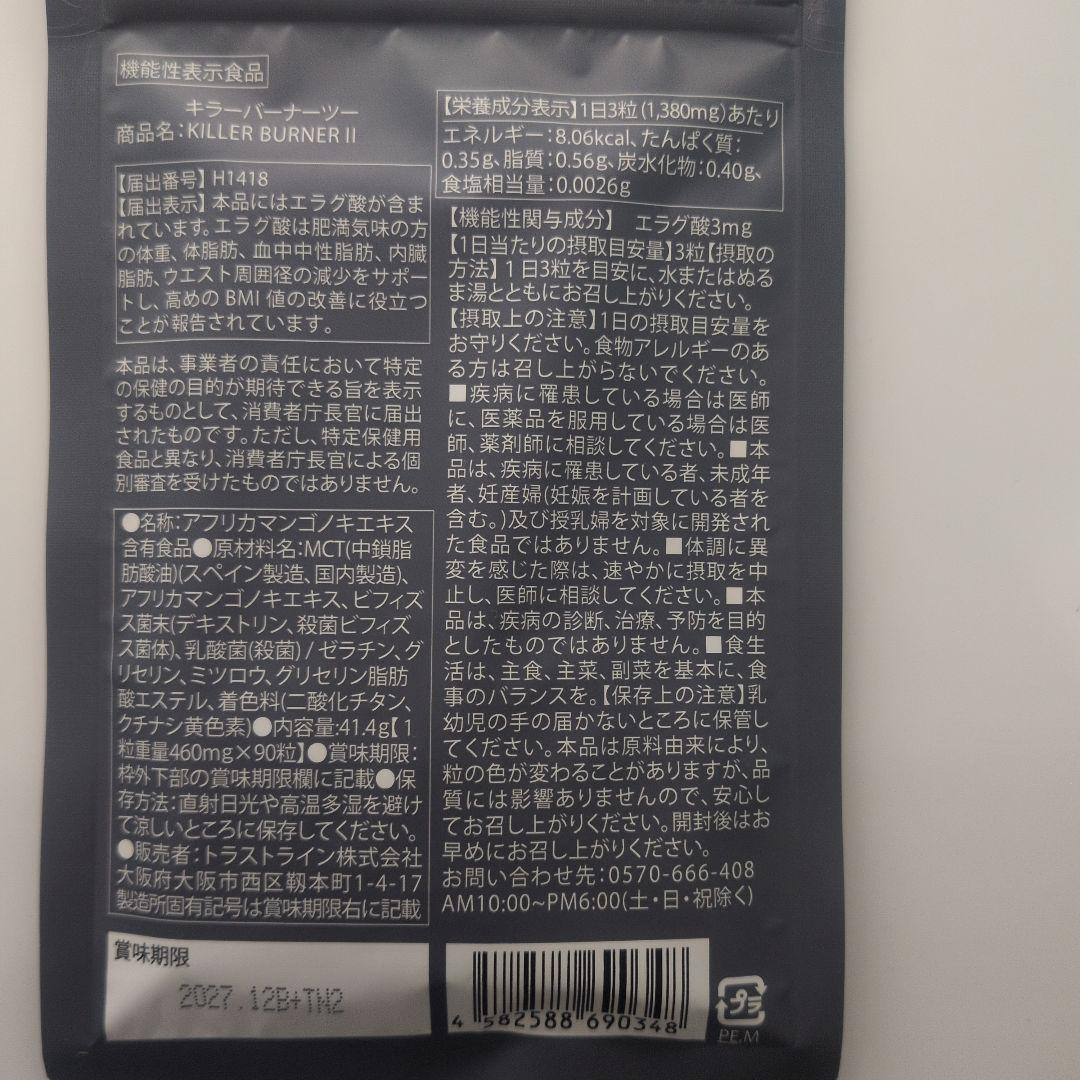 機能性表示食品
キラーバーナーツー
商品名：KILLER BURNER II
【届出番号】H1418
【届出表示】本品にはエラグ酸が含ま
れています。エラグ酸は肥満気味の方
の体重、体脂肪、血中中性脂肪、内臓
脂肪、ウエスト周囲径の減少をサポー
トし、高めの BMI 値の改善に役立つ
ことが報告されています。
本品は、事業者の責任において特定
の保健の目的が期待できる旨を表示
するものとして、消費者庁長官に届出
されたものです。ただし、特定保健用
食品と異なり、消費者庁長官による個
別審査を受けたものではありません。
●名称：アフリカマンゴノキエキス
含有食品●原材料名：MCT(中鎖脂
肪酸油)(スペイン製造、国内製造)、
アフリカマンゴノキエキス、ビフィズ
ス菌末(デキストリン、殺菌ビフィズ
ス菌体)、乳酸菌(殺菌) / ゼラチン、グ
リセリン、ミツロウ、グリセリン脂肪
酸エステル、着色料(二酸化チタン、
クチナシ黄色素)●内容量:41.4g【1
粒重量460mg×90粒】●賞味期限：
枠外下部の賞味期限欄に記載●保
存方法：直射日光や高温多湿を避け
て涼しいところに保存してください。
●販売者：トラストライン株式会社
大阪府大阪市西区靱本町1-4-17
製造所固有記号は賞味期限右に記載
賞味期限
2027.12B+TW2
【栄養成分表示】1日3粒(1,380mg)あたり
エネルギー：8.06kcal、たんぱく質：
0.35g、脂質：0.56g、炭水化物：0.40g、
食塩相当量：0.0026g
【機能性関与成分】 エラグ酸3mg
【1日当たりの摂取目安量】3粒【摂取の
方法】1日3粒を目安に、水またはぬる
ま湯とともにお召し上がりください。
【摂取上の注意】1日の摂取目安量を
お守りください。食物アレルギーのあ
る方は召し上がらないでください。
■疾病に罹患している場合は医師
に、医薬品を服用している場合は医
師、薬剤師に相談してください。■本
品は、疾病に罹患している者、未成年
者、妊産婦(妊娠を計画している者を
含む。)及び授乳婦を対象に開発され
た食品ではありません。■体調に異
変を感じた際は、速やかに摂取を中
止し、医師に相談してください。■本
品は、疾病の診断、治療、予防を目的
としたものではありません。■食生
活は、主食、主菜、副菜を基本に、食
事のバランスを。【保存上の注意】乳
幼児の手の届かないところに保管し
てください。本品は原料由来により、
粒の色が変わることがありますが、品
質には影響ありませんので、安心し
てお召し上がりください。開封後はお
早めにお召し上がりください。
お問い合わせ先：0570-666-408
AM10:00~PM6:00(土・日・祝除く)
4 582588 690348
プラ
PE,M